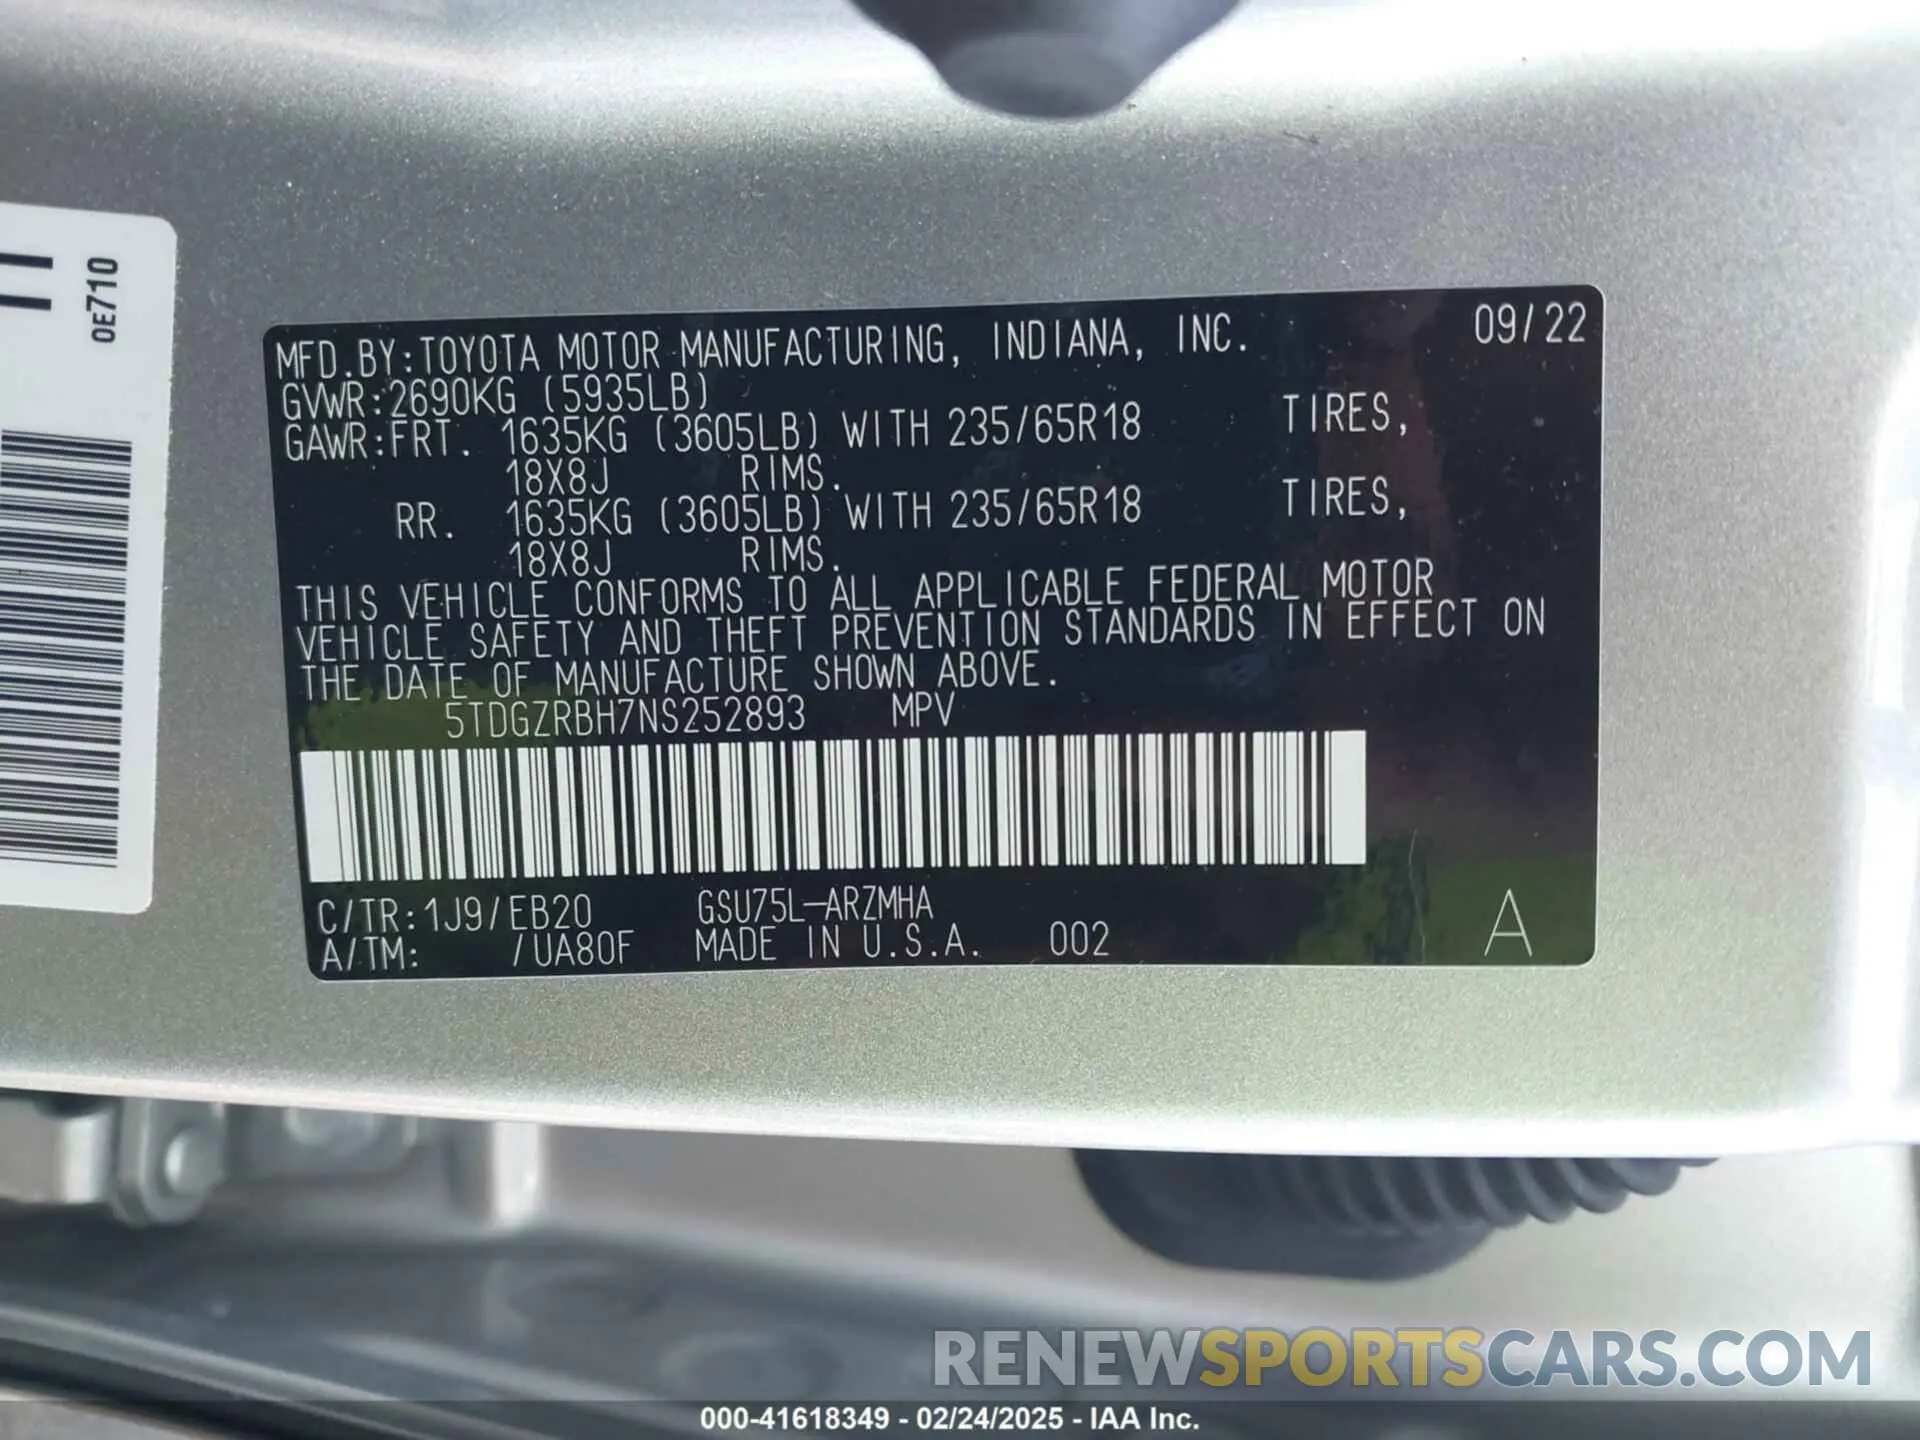 0E710
MFD.BY:TOYOTA MOTOR MANUFACTURING, INDIANA, INC. 09/22
GVWR:2690KG (5935LB)
GAWR:FRT. 1635KG (3605LB) WITH 235/65R18 TIRES,
18X8J RIMS.
RR. 1635KG (3605LB) WITH 235/65R18 TIRES,
18X8J RIMS.
THIS VEHICLE CONFORMS TO ALL APPLICABLE FEDERAL MOTOR
VEHICLE SAFETY AND THEFT PREVENTION STANDARDS IN EFFECT ON
THE DATE OF MANUFACTURE SHOWN ABOVE.
5TDGZRBH7NS252893 MPV
C/TR:1J9/EB20 GSU75L-ARZMHA
A/TM: /UA80F MADE IN U.S.A. 002 A
RENEWSPORTSCARS.COM
000-41618349 - 02/24/2025 - IAA Inc.